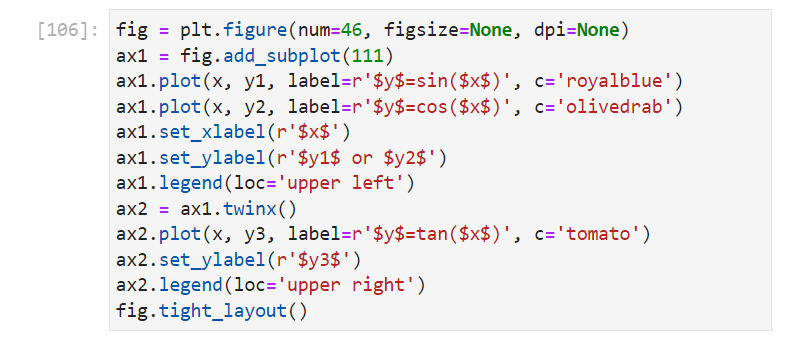 [106]: fig = plt.figure(num=46, figsize=None, dpi=None)
ax1 = fig.add_subplot(111)
ax1.plot(x, y1, label=r'$y$=sin($x$)', c='royalblue')
ax1.plot(x, y2, label=r'$y$=cos($x$)', c='olivedrab')
ax1.set_xlabel(r'$x$')
ax1.set_ylabel(r'$y1$ or $y2$')
ax1.legend(loc='upper left')
ax2 = ax1.twinx()
ax2.plot(x, y3, label=r'$y$=tan($x$)', c='tomato')
ax2.set_ylabel(r'$y3$')
ax2.legend(loc='upper right')
fig.tight_layout()